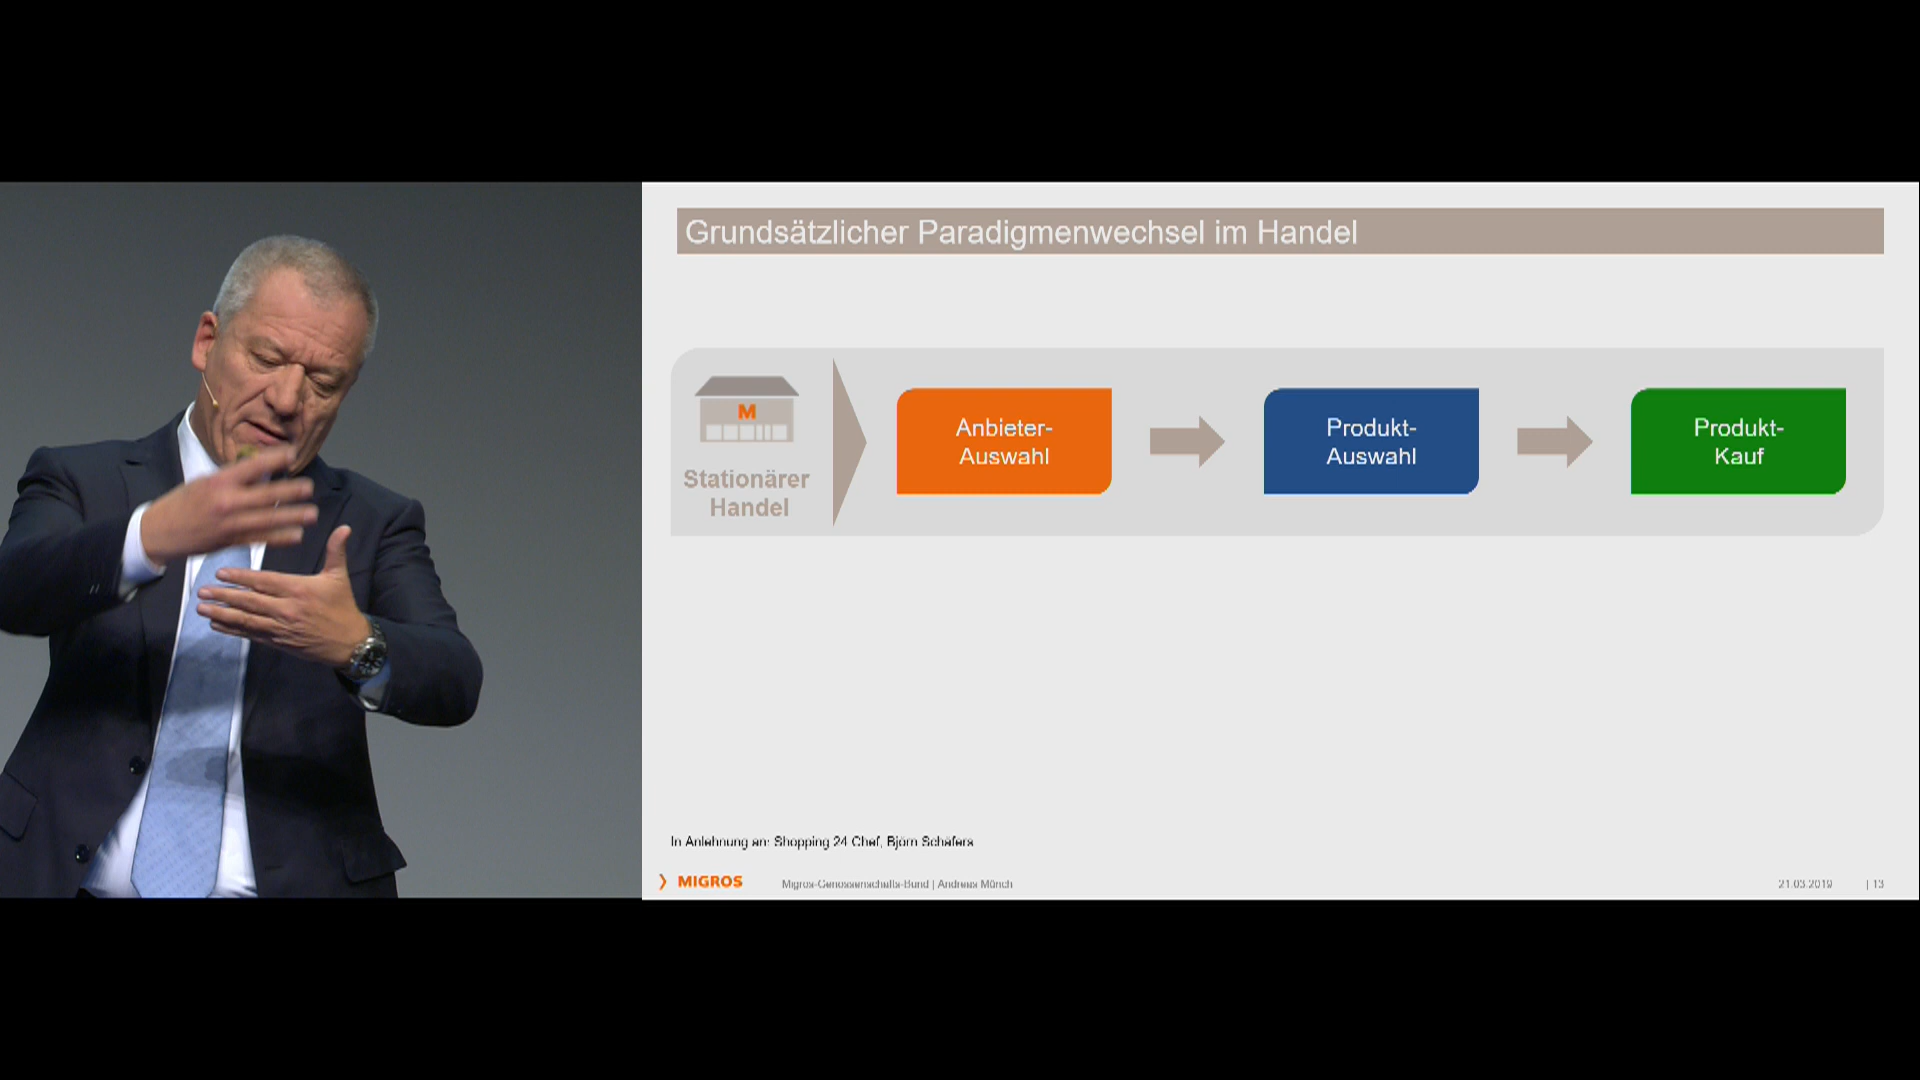 Grundsätzlicher Paradigmenwechsel im Handel
M
Stationärer
Handel
Anbieter-
Auswahl
Produkt-
Auswahl
Produkt-
Kauf
In Anlehnung an: Shopping 24 Chef, Björn Schäfers
MIGROS
Migros-Genossenschafts-Bund | Andreas Münch
21.03.2019
| 13